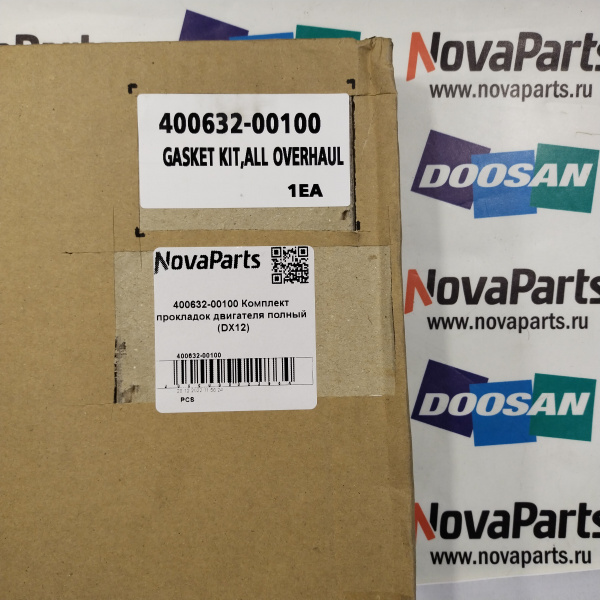 400632-00100
GASKET KIT,ALL OVERHAUL
1EA
NovaParts
400632-00100 Комплект
прокладок двигателя полный
(DX12)
400632-00100
PCS
NovaParts
www.novaparts.ru
DOOSAN
NovaParts
www.novaparts.ru
DOOSAN
NovaParts
www.novaparts.ru